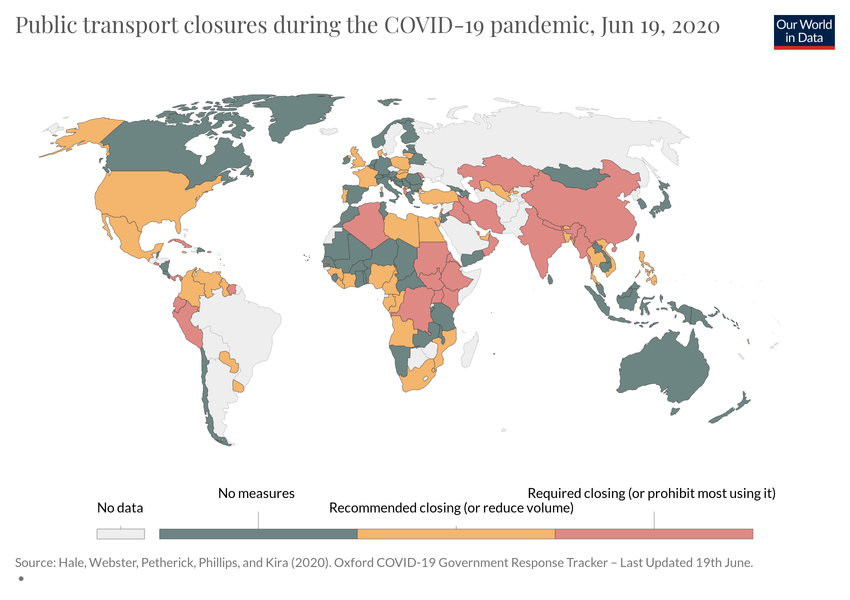 Public transport closures during the COVID-19 pandemic, Jun 19, 2020
Our World
in Data
Required closing (or prohibit most using it)
No measures
No data
Recommended closing (or reduce volume)
Source: Hale, Webster, Petherick, Phillips, and Kira (2020). Oxford COVID-19 Government Response Tracker – Last Updated 19th June.
•